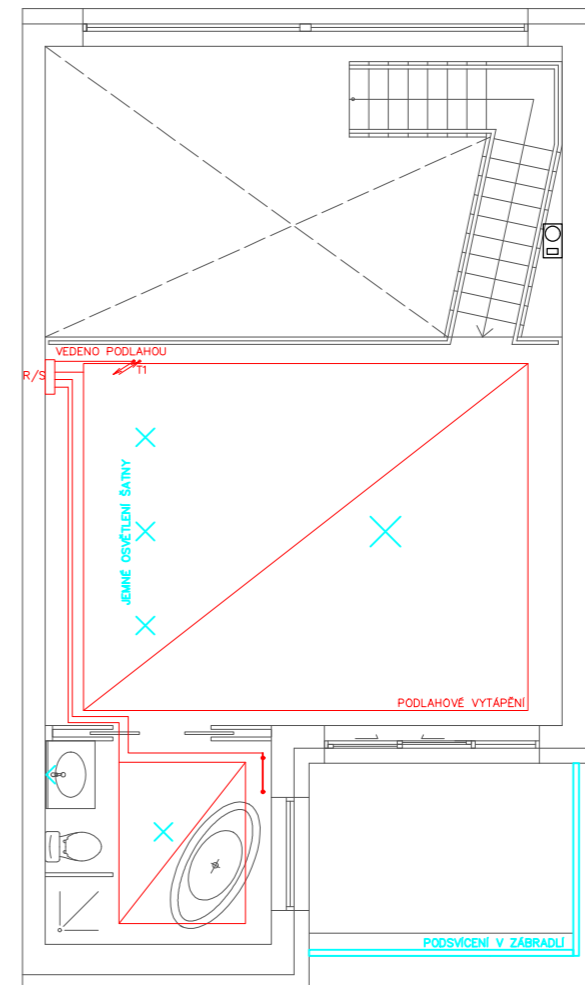 VEDENO PODLAHOU
R/S
T1
JEMNÉ OSVĚTLENÍ ŠATNY
PODLAHOVÉ VYTÁPĚNÍ
PODSVÍCENÍ V ZÁBRADLÍ